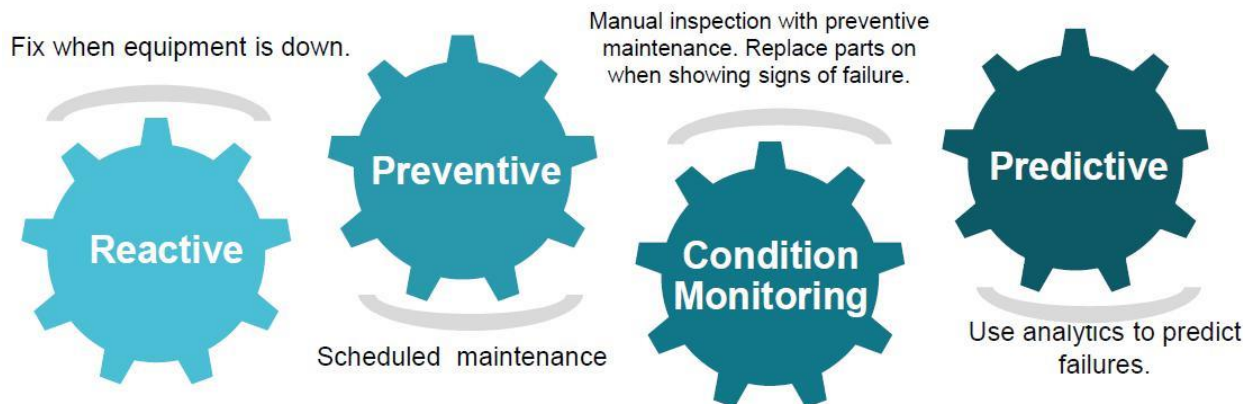 Fix when equipment is down.
Reactive
Preventive
Scheduled maintenance
Manual inspection with preventive
maintenance. Replace parts on
when showing signs of failure.
Condition
Monitoring
Predictive
Use analytics to predict
failures.